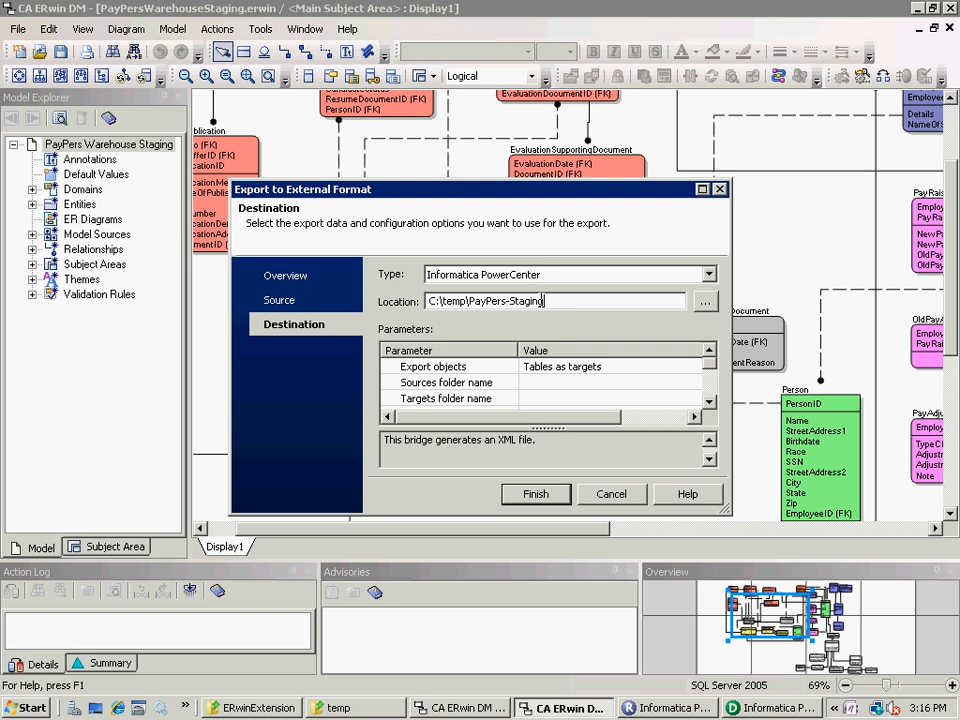 CA ERwin DM - [PayPersWarehouseStaging.erwin / <Main Subject Area> : Display1]
File Edit View Diagram Model Actions Tools Window Help
B I U S A
Logical
Model Explorer
PayPers Warehouse Staging
Annotations
Default Values
Domains
Entities
ER Diagrams
Model Sources
Relationships
Subject Areas
Themes
Validation Rules
Model Subject Area
ResumeDocumentID (FK)
PersonID (FK)
EvaluationDocumentID (FK)
EvaluationSupportingDocument
EvaluationDate (FK)
DocumentID (FK)
Employee
Details
Export to External Format
Destination
Select the export data and configuration options you want to use for the export.
Overview
Source
Destination
Type: Informatica PowerCenter
Location: C:\temp\PayPers-Staging
...
Parameters:
Parameter Value
Export objects Tables as targets
Sources folder name
Targets folder name
This bridge generates an XML file.
Finish Cancel Help
Person
PersonID
Name
StreetAddress1
Birthdate
Race
SSN
StreetAddress2
City
State
Zip
EmployeeID (FK)
Note
Display1
Action Log
Details Summary
Advisories
Overview
For Help, press F1
SQL Server 2005 69%
Start
»
ERwinExtension
temp
CA ERwin DM ...
CA ERwin D...
Informatica P...
Informatica P...
«
3:16 PM